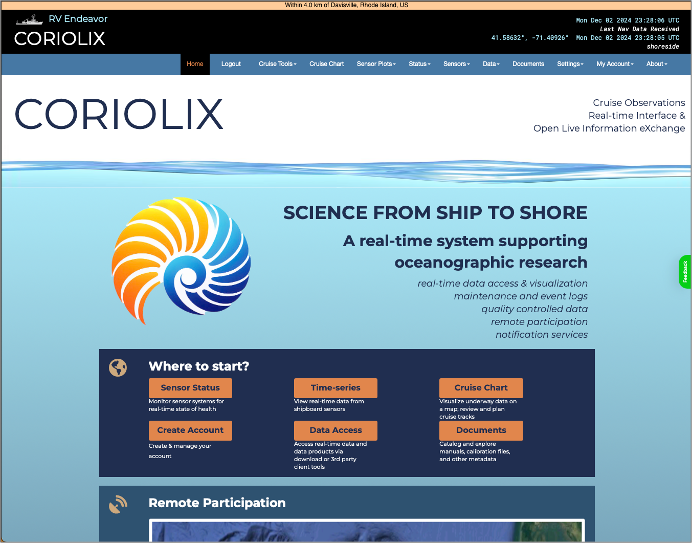 Within 4.0 km of Davisville, Rhode Island, US
RV Endeavor
CORIOLIX
Mon Dec 02 2024 23:28:06 UTC
Last Nav Data Received
41.58632°, -71.40926° Mon Dec 02 2024 23:28:05 UTC
shoreside
Home Logout Cruise Tools Cruise Chart Sensor Plots Status Sensors Data Documents Settings My Account About
CORIOLIX
Cruise Observations
Real-time Interface &
Open Live Information eXchange
SCIENCE FROM SHIP TO SHORE
A real-time system supporting
oceanographic research
real-time data access & visualization
maintenance and event logs
quality controlled data
remote participation
notification services
Feedback
Where to start?
Sensor Status
Monitor sensor systems for
real-time state of health
Time-series
View real-time data from
shipboard sensors
Cruise Chart
Visualize underway data on
a map; review and plan
cruise tracks
Create Account
Create & manage your
account
Data Access
Access real-time data and
data products via
download or 3rd party
client tools
Documents
Catalog and explore
manuals, calibration files,
and other metadata
Remote Participation